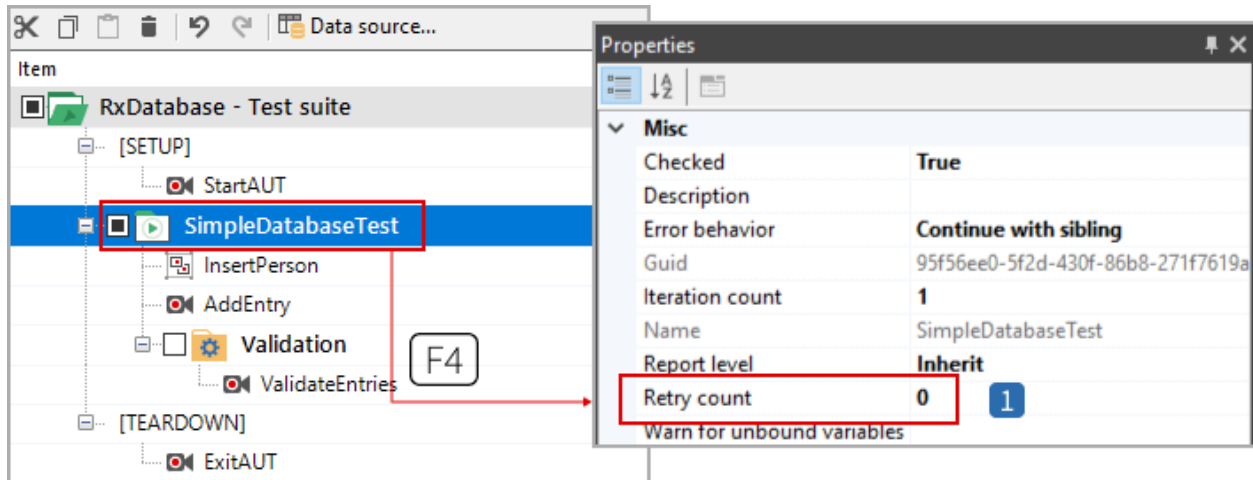 Data source...
Item
RxDatabase - Test suite
[SETUP]
StartAUT
SimpleDatabaseTest
InsertPerson
AddEntry
Validation
ValidateEntries
[TEARDOWN]
ExitAUT
F4
Properties
Misc
Checked True
Description
Error behavior Continue with sibling
Guid 95f56ee0-5f2d-430f-86b8-271f7619a
Iteration count 1
Name SimpleDatabaseTest
Report level Inherit
Retry count 0 1
Warn for unbound variables